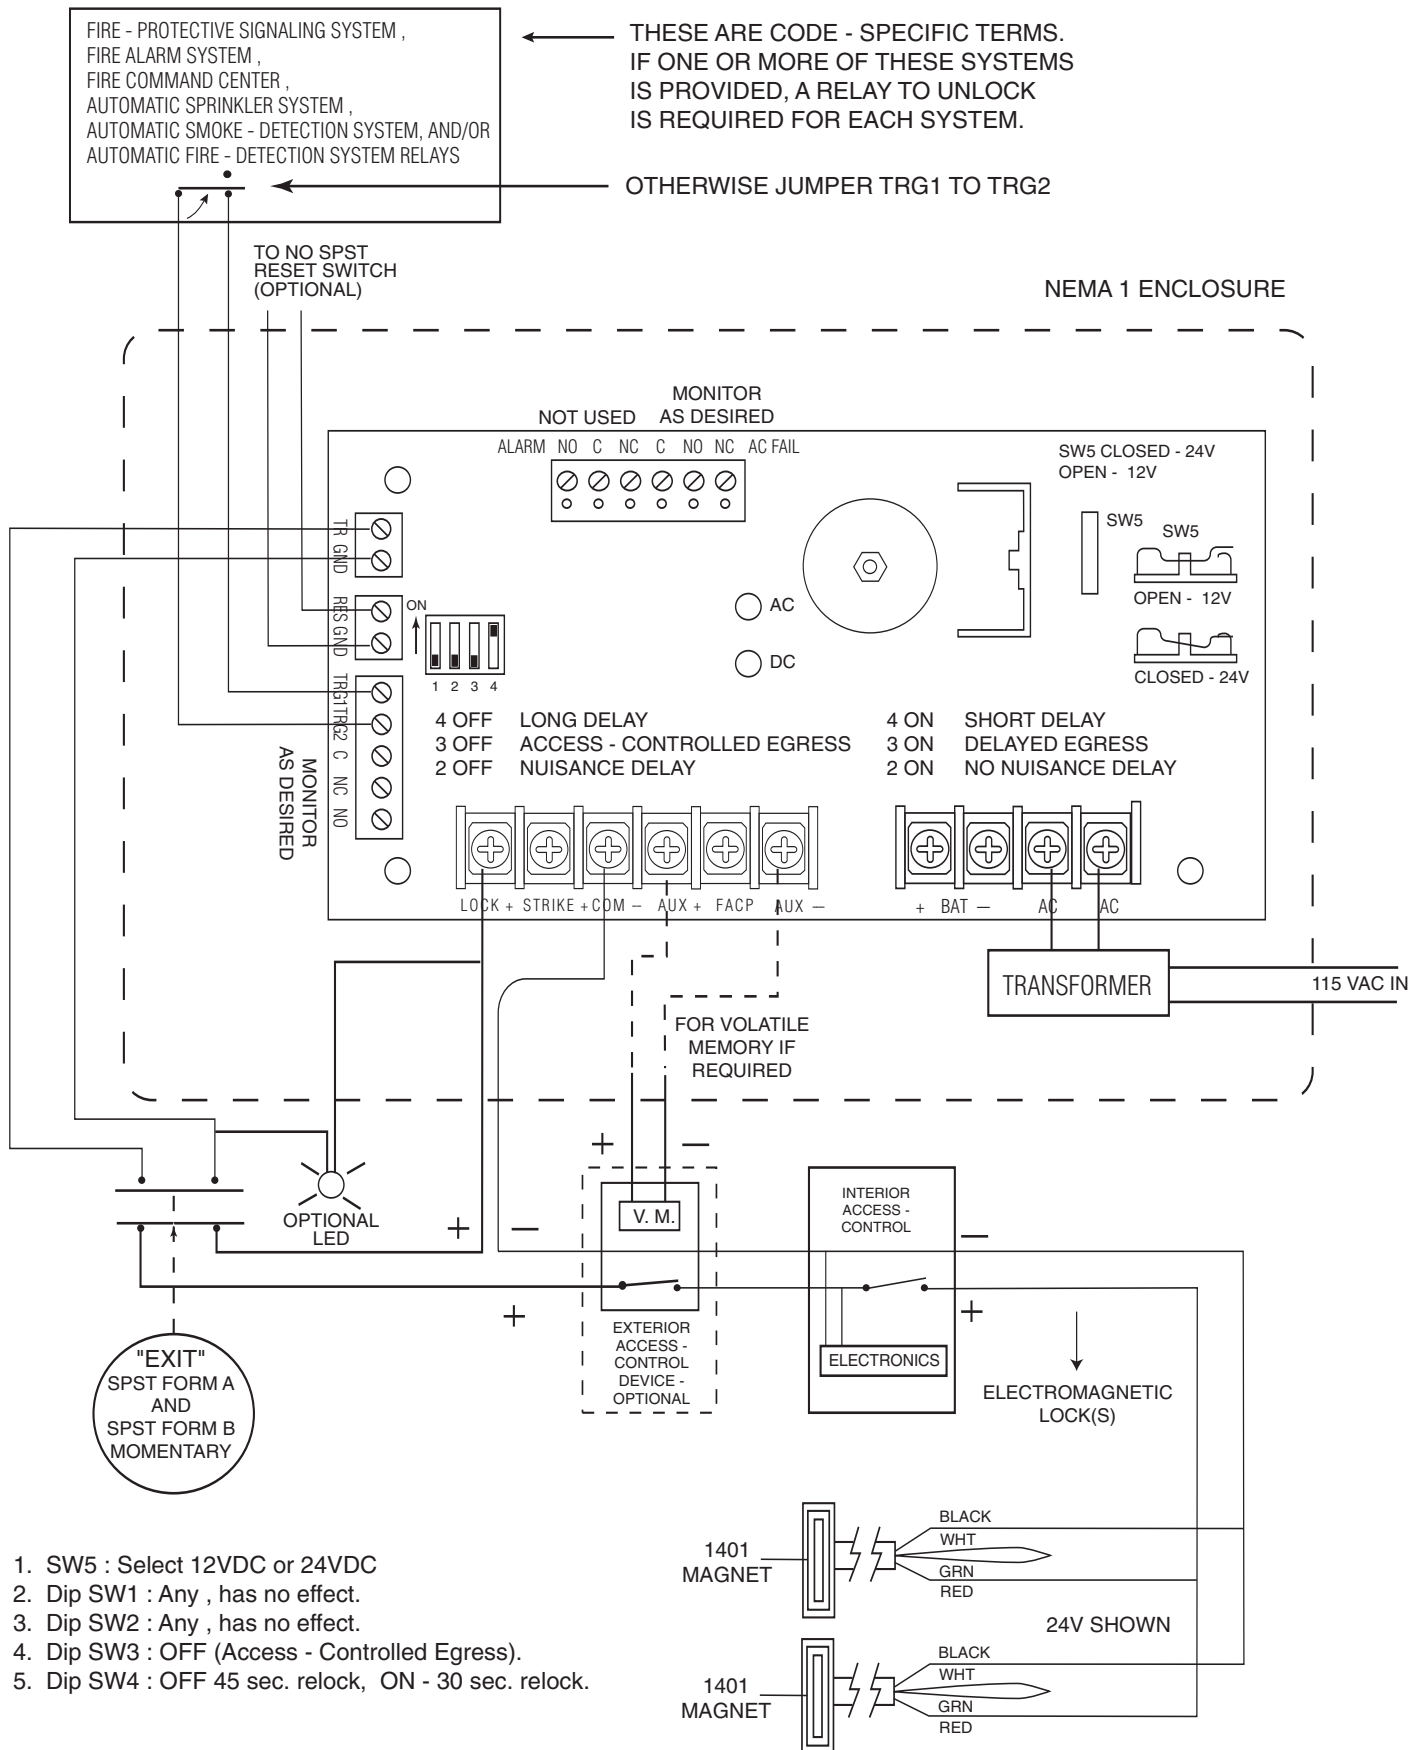 FIRE - PROTECTIVE SIGNALING SYSTEM ,
FIRE ALARM SYSTEM ,
FIRE COMMAND CENTER ,
AUTOMATIC SPRINKLER SYSTEM ,
AUTOMATIC SMOKE - DETECTION SYSTEM, AND/OR
AUTOMATIC FIRE - DETECTION SYSTEM RELAYS
THESE ARE CODE - SPECIFIC TERMS.
IF ONE OR MORE OF THESE SYSTEMS
IS PROVIDED, A RELAY TO UNLOCK
IS REQUIRED FOR EACH SYSTEM.
OTHERWISE JUMPER TRG1 TO TRG2
TO NO SPST
RESET SWITCH
(OPTIONAL)
NEMA 1 ENCLOSURE
NOT USED
MONITOR
AS DESIRED
ALARM NO C NC C NO NC AC FAIL
SW5 CLOSED - 24V
OPEN - 12V
SW5
SW5
OPEN - 12V
CLOSED - 24V
TR GND
RES GND
TRG1 TRG2 C NC NO
MONITOR
AS DESIRED
ON
1 2 3 4
AC
DC
4 OFF LONG DELAY
3 OFF ACCESS - CONTROLLED EGRESS
2 OFF NUISANCE DELAY
4 ON SHORT DELAY
3 ON DELAYED EGRESS
2 ON NO NUISANCE DELAY
LOCK + STRIKE + COM − AUX + FACP AUX −
+ BAT − AC AC
TRANSFORMER
115 VAC IN
FOR VOLATILE
MEMORY IF
REQUIRED
+ −
V. M.
EXTERIOR
ACCESS -
CONTROL
DEVICE -
OPTIONAL
INTERIOR
ACCESS -
CONTROL
ELECTRONICS
OPTIONAL
LED
+ −
+
−
+
ELECTROMAGNETIC
LOCK(S)
"EXIT"
SPST FORM A
AND
SPST FORM B
MOMENTARY
1401
MAGNET
BLACK
WHT
GRN
RED
24V SHOWN
1401
MAGNET
BLACK
WHT
GRN
RED
1. SW5 : Select 12VDC or 24VDC
2. Dip SW1 : Any , has no effect.
3. Dip SW2 : Any , has no effect.
4. Dip SW3 : OFF (Access - Controlled Egress).
5. Dip SW4 : OFF 45 sec. relock, ON - 30 sec. relock.